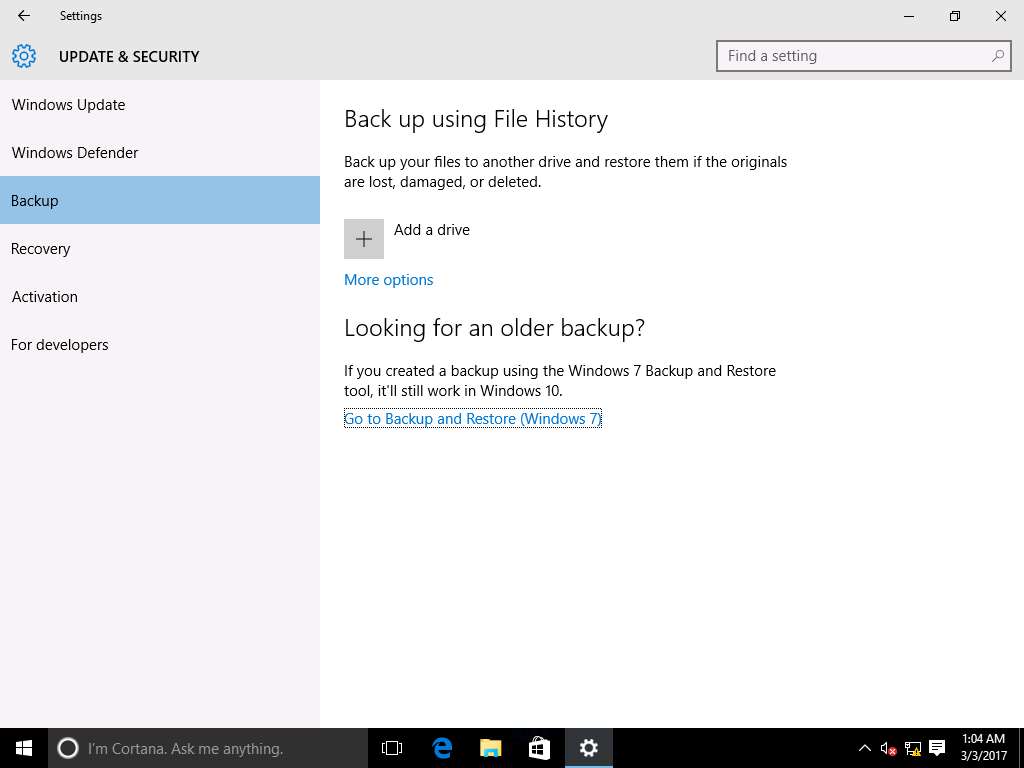 Settings
UPDATE & SECURITY
Find a setting
Windows Update
Windows Defender
Backup
Recovery
Activation
For developers
Back up using File History
Back up your files to another drive and restore them if the originals
are lost, damaged, or deleted.
Add a drive
More options
Looking for an older backup?
If you created a backup using the Windows 7 Backup and Restore
tool, it'll still work in Windows 10.
Go to Backup and Restore (Windows 7)
I'm Cortana. Ask me anything.
1:04 AM
3/3/2017